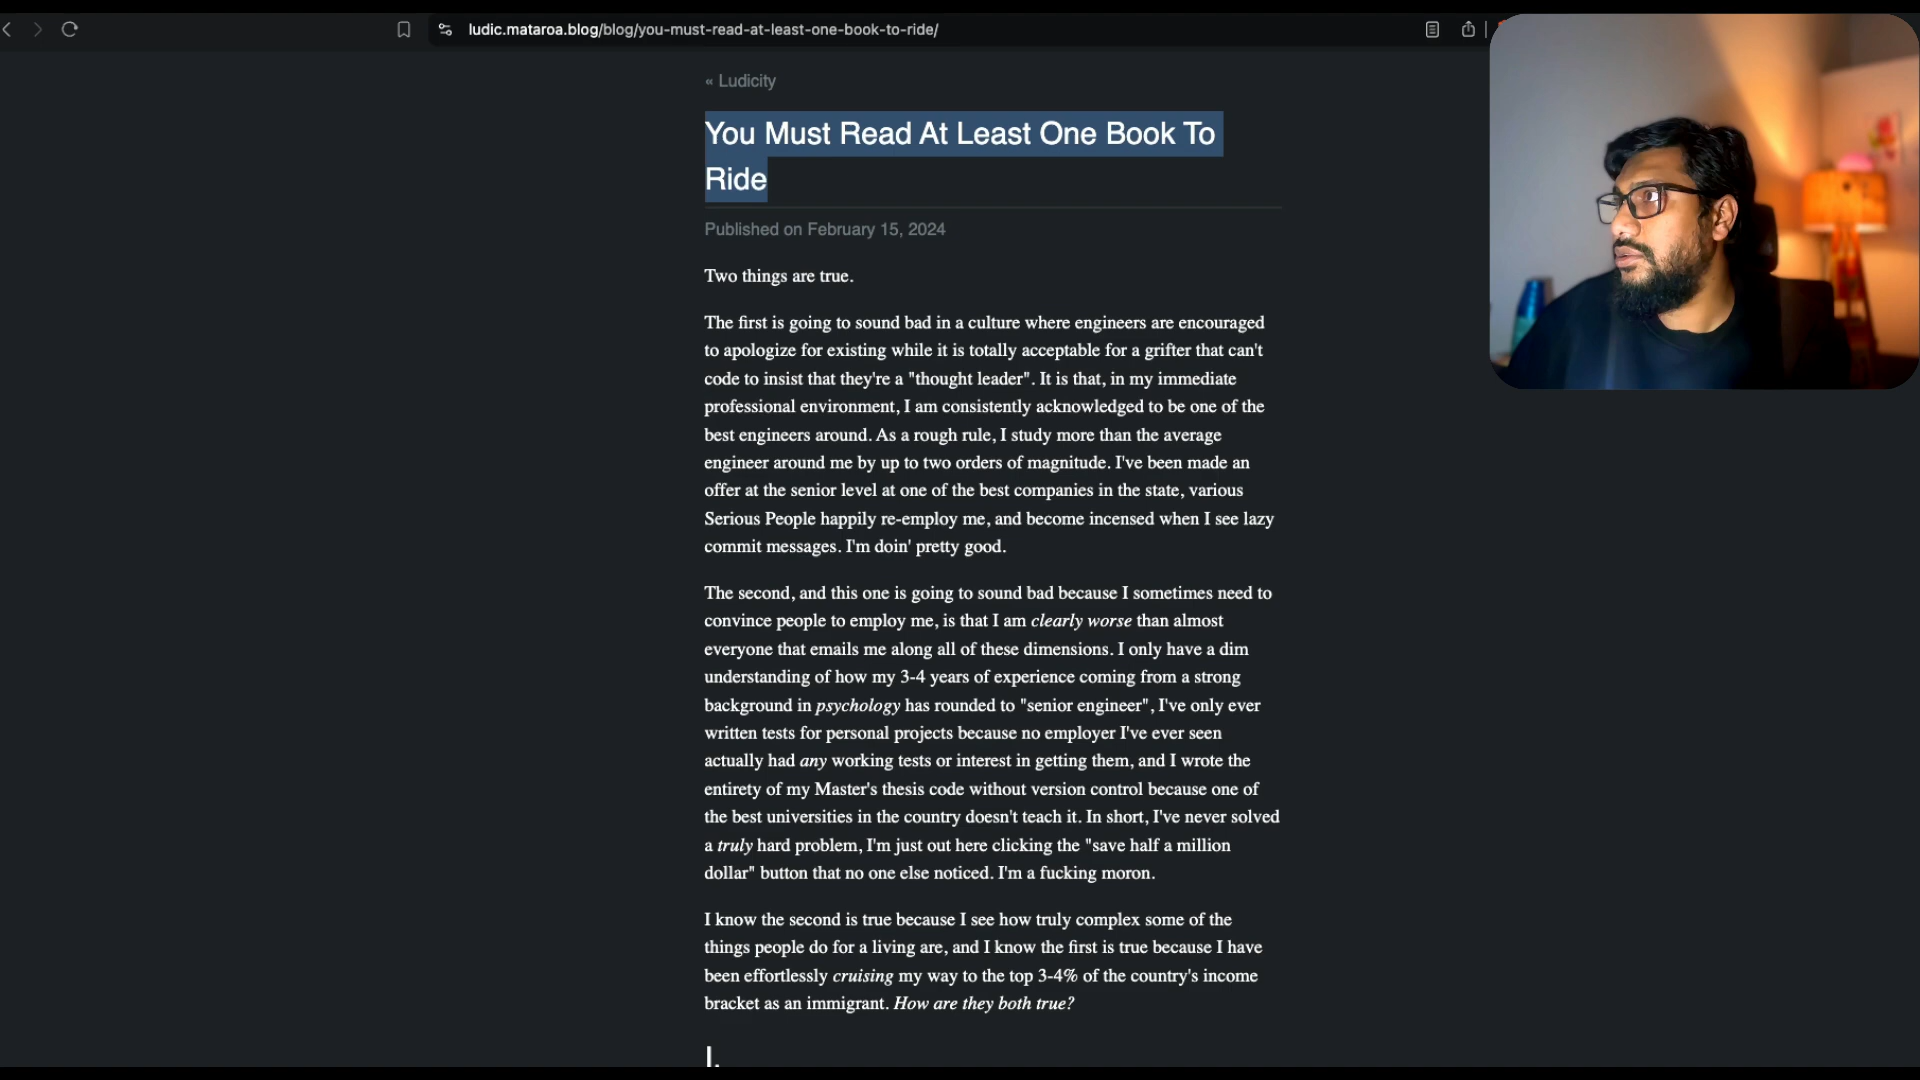 ludic.mataroa.blog/blog/you-must-read-at-least-one-book-to-ride/
« Ludicity
You Must Read At Least One Book To
Ride
Published on February 15, 2024
Two things are true.
The first is going to sound bad in a culture where engineers are encouraged
to apologize for existing while it is totally acceptable for a grifter that can't
code to insist that they're a "thought leader". It is that, in my immediate
professional environment, I am consistently acknowledged to be one of the
best engineers around. As a rough rule, I study more than the average
engineer around me by up to two orders of magnitude. I've been made an
offer at the senior level at one of the best companies in the state, various
Serious People happily re-employ me, and become incensed when I see lazy
commit messages. I'm doin' pretty good.
The second, and this one is going to sound bad because I sometimes need to
convince people to employ me, is that I am clearly worse than almost
everyone that emails me along all of these dimensions. I only have a dim
understanding of how my 3-4 years of experience coming from a strong
background in psychology has rounded to "senior engineer", I've only ever
written tests for personal projects because no employer I've ever seen
actually had any working tests or interest in getting them, and I wrote the
entirety of my Master's thesis code without version control because one of
the best universities in the country doesn't teach it. In short, I've never solved
a truly hard problem, I'm just out here clicking the "save half a million
dollar" button that no one else noticed. I'm a fucking moron.
I know the second is true because I see how truly complex some of the
things people do for a living are, and I know the first is true because I have
been effortlessly cruising my way to the top 3-4% of the country's income
bracket as an immigrant. How are they both true?
I.